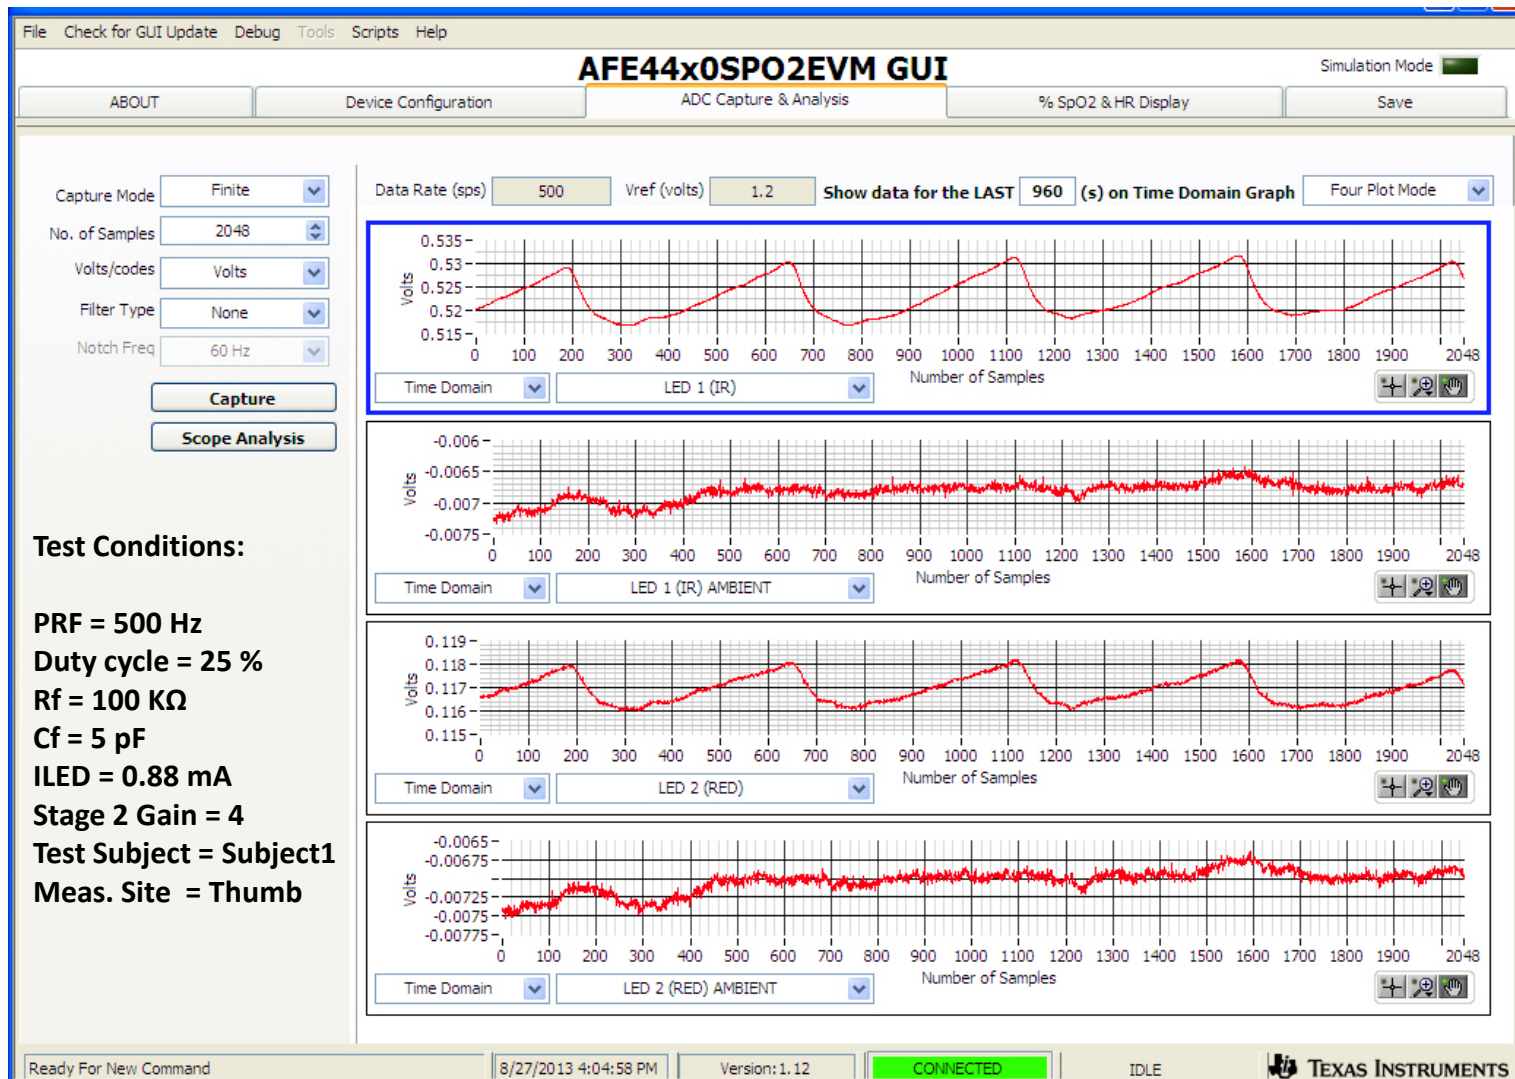 File Check for GUI Update Debug Tools Scripts Help
AFE44x0SPO2EVM GUI
Simulation Mode
ABOUT Device Configuration ADC Capture & Analysis % SpO2 & HR Display Save
Capture Mode Finite
No. of Samples 2048
Volts/codes Volts
Filter Type None
Notch Freq 60 Hz
Capture
Scope Analysis
Test Conditions:
PRF = 500 Hz
Duty cycle = 25 %
Rf = 100 KΩ
Cf = 5 pF
ILED = 0.88 mA
Stage 2 Gain = 4
Test Subject = Subject1
Meas. Site = Thumb
Data Rate (sps) 500 Vref (volts) 1.2 Show data for the LAST 960 (s) on Time Domain Graph Four Plot Mode
Volts
0.535
0.53
0.525
0.52
0.515
0 100 200 300 400 500 600 700 800 900 1000 1100 1200 1300 1400 1500 1600 1700 1800 1900 2048
Number of Samples
Time Domain LED 1 (IR)
Volts
-0.006
-0.0065
-0.007
-0.0075
0 100 200 300 400 500 600 700 800 900 1000 1100 1200 1300 1400 1500 1600 1700 1800 1900 2048
Number of Samples
Time Domain LED 1 (IR) AMBIENT
Volts
0.119
0.118
0.117
0.116
0.115
0 100 200 300 400 500 600 700 800 900 1000 1100 1200 1300 1400 1500 1600 1700 1800 1900 2048
Number of Samples
Time Domain LED 2 (RED)
Volts
-0.0065
-0.00675
-0.00725
-0.0075
-0.00775
0 100 200 300 400 500 600 700 800 900 1000 1100 1200 1300 1400 1500 1600 1700 1800 1900 2048
Number of Samples
Time Domain LED 2 (RED) AMBIENT
Ready For New Command 8/27/2013 4:04:58 PM Version:1.12 CONNECTED IDLE TEXAS INSTRUMENTS